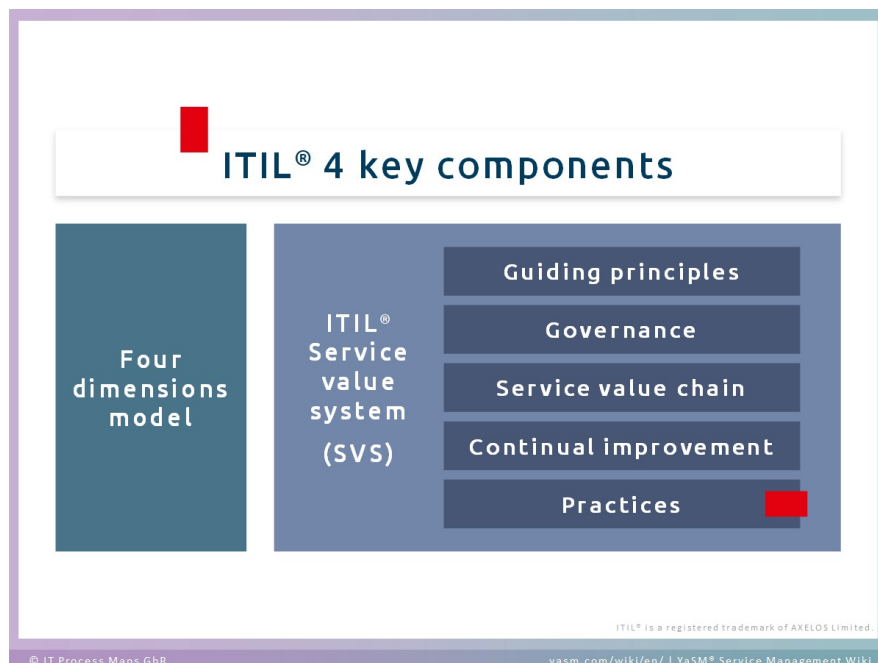 ITIL® 4 key components
Four
dimensions
model
ITIL®
Service
value
system
(SVS)
Guiding principles
Governance
Service value chain
Continual improvement
Practices
ITIL® is a registered trademark of AXELOS Limited.
© IT Process Maps GbR
yasm.com/wiki/en/ | YaSM® Service Management Wiki